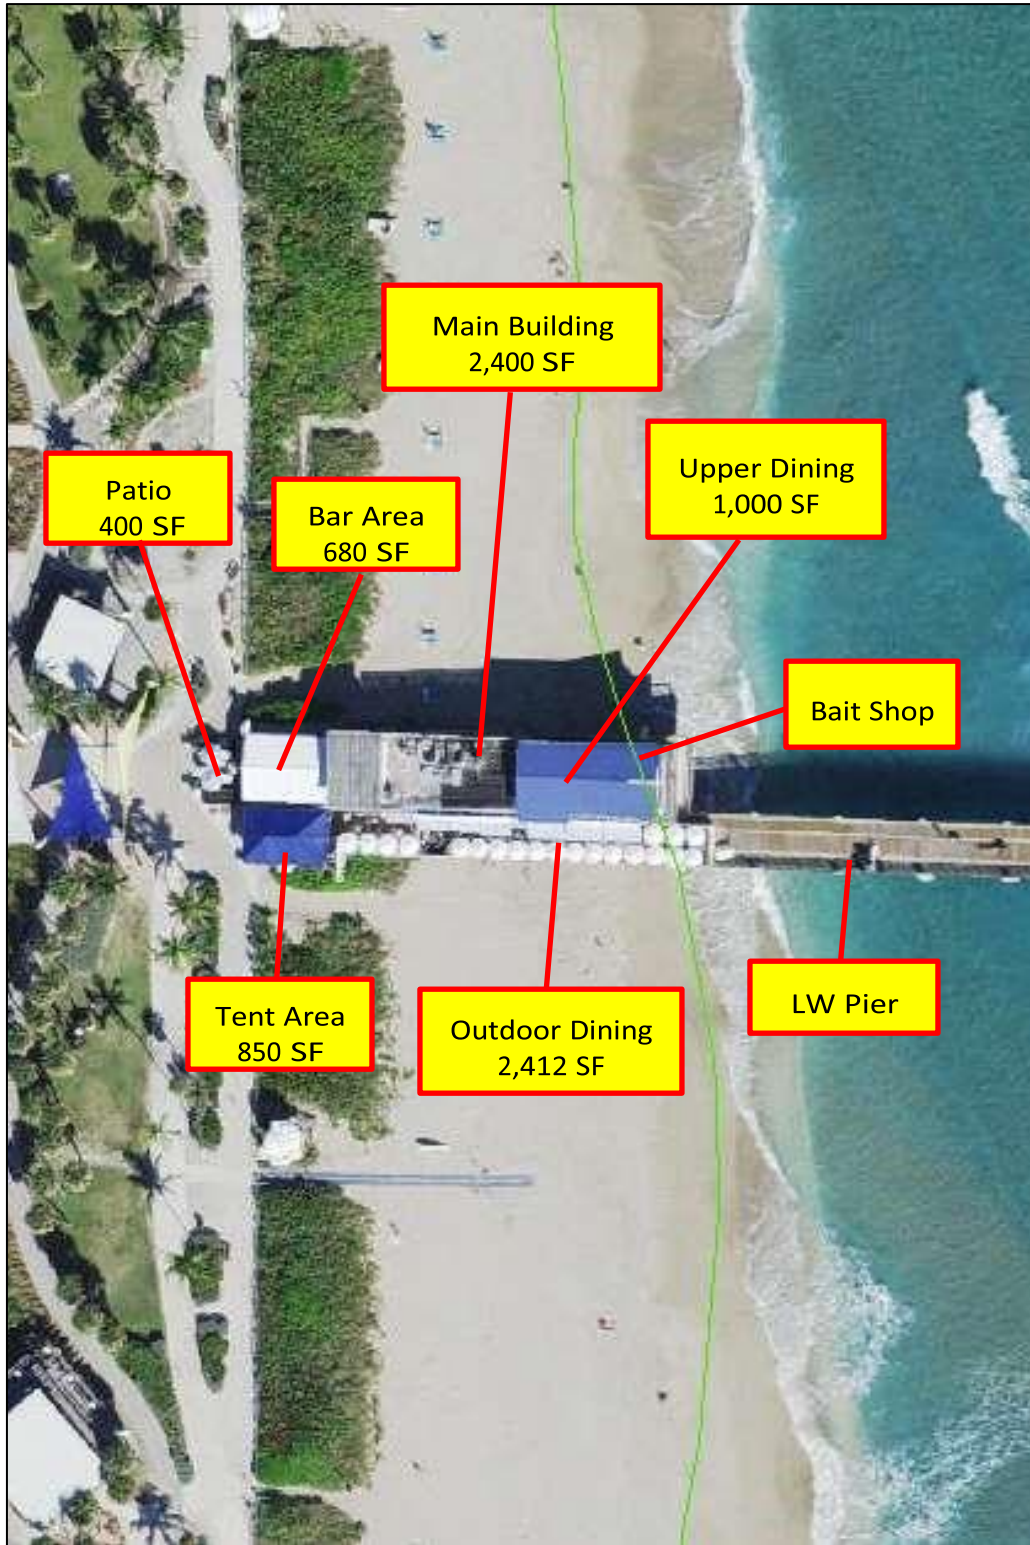 Main Building
2,400 SF
Upper Dining
1,000 SF
Patio
400 SF
Bar Area
680 SF
Bait Shop
LW Pier
Tent Area
850 SF
Outdoor Dining
2,412 SF